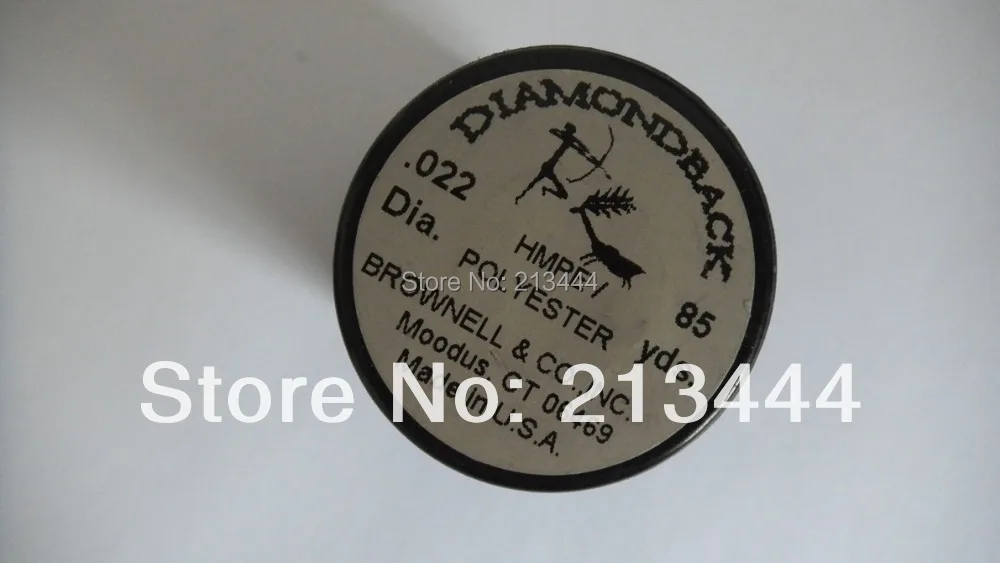 DIAMONDBACK
.022
Dia.
85
yds.
HMPE/
POLYESTER
BROWNELL & CO., INC.
Moodus, CT 06469
Made in U.S.A.
Store No: 213444
Store No: 213444